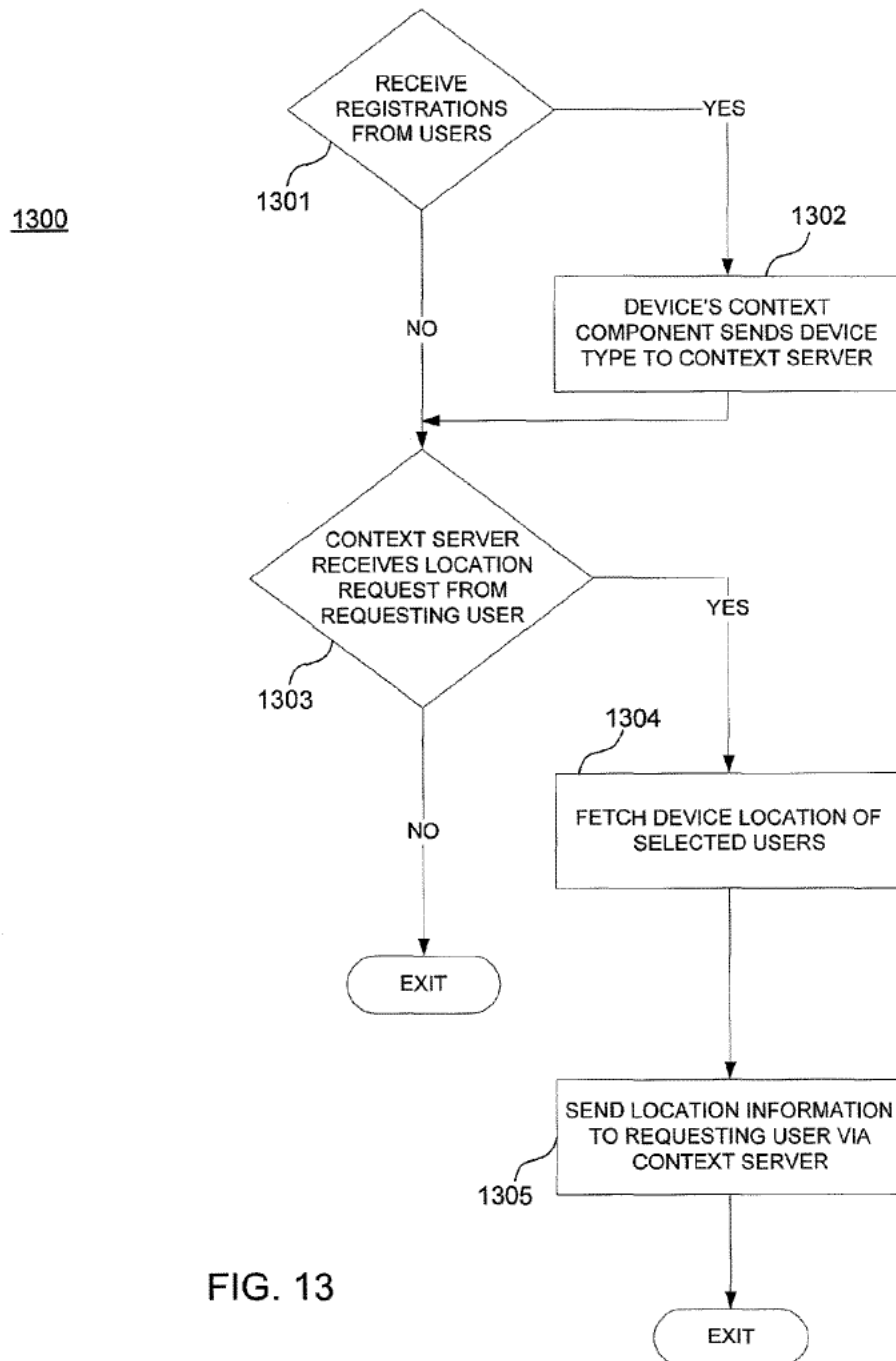 RECEIVE
REGISTRATIONS
FROM USERS
YES
1301
1300
1302
DEVICE'S CONTEXT
COMPONENT SENDS DEVICE
TYPE TO CONTEXT SERVER
NO
CONTEXT SERVER
RECEIVES LOCATION
REQUEST FROM
REQUESTING USER
YES
1303
1304
FETCH DEVICE LOCATION OF
SELECTED USERS
NO
EXIT
SEND LOCATION INFORMATION
TO REQUESTING USER VIA
CONTEXT SERVER
1305
FIG. 13
EXIT